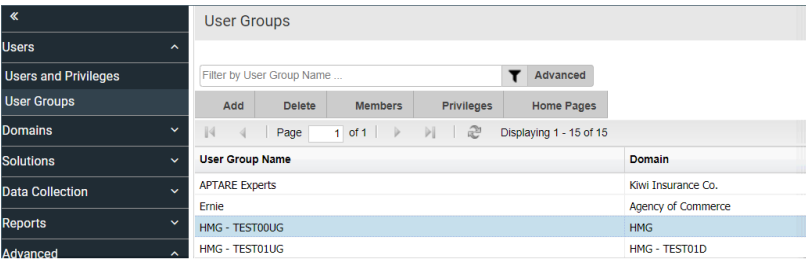 «
User Groups
Users
Users and Privileges
User Groups
Domains
Solutions
Data Collection
Reports
Advanced
Filter by User Group Name ...
Advanced
Add Delete Members Privileges Home Pages
Page 1 of 1 Displaying 1 - 15 of 15
User Group Name Domain
APTARE Experts Kiwi Insurance Co.
Ernie Agency of Commerce
HMG - TEST00UG HMG
HMG - TEST01UG HMG - TEST01D